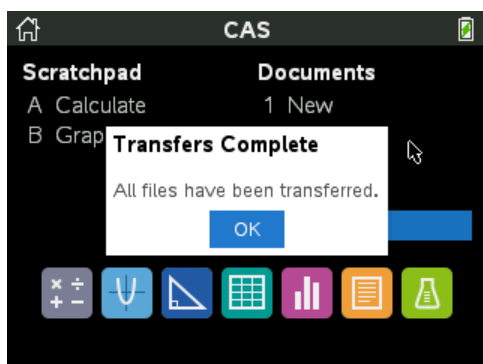 CAS
Scratchpad
Documents
A Calculate
1 New
B Grap
Transfers Complete
All files have been transferred.
OK